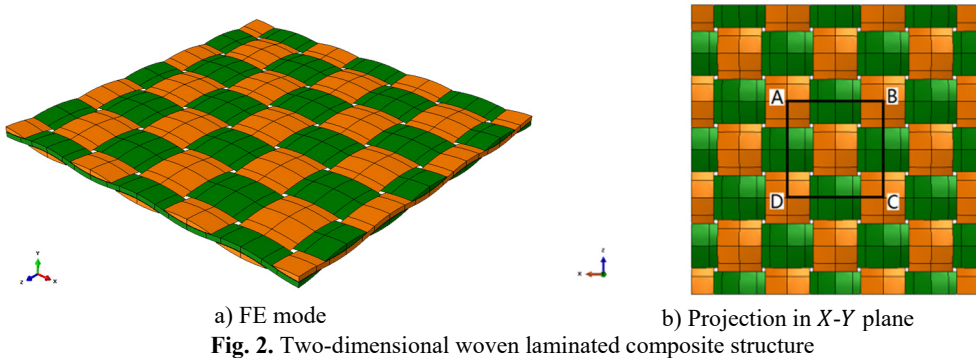 A
B
D
C
Y
Z
X
Z
X
a) FE mode
b) Projection in X-Y plane
Fig. 2. Two-dimensional woven laminated composite structure